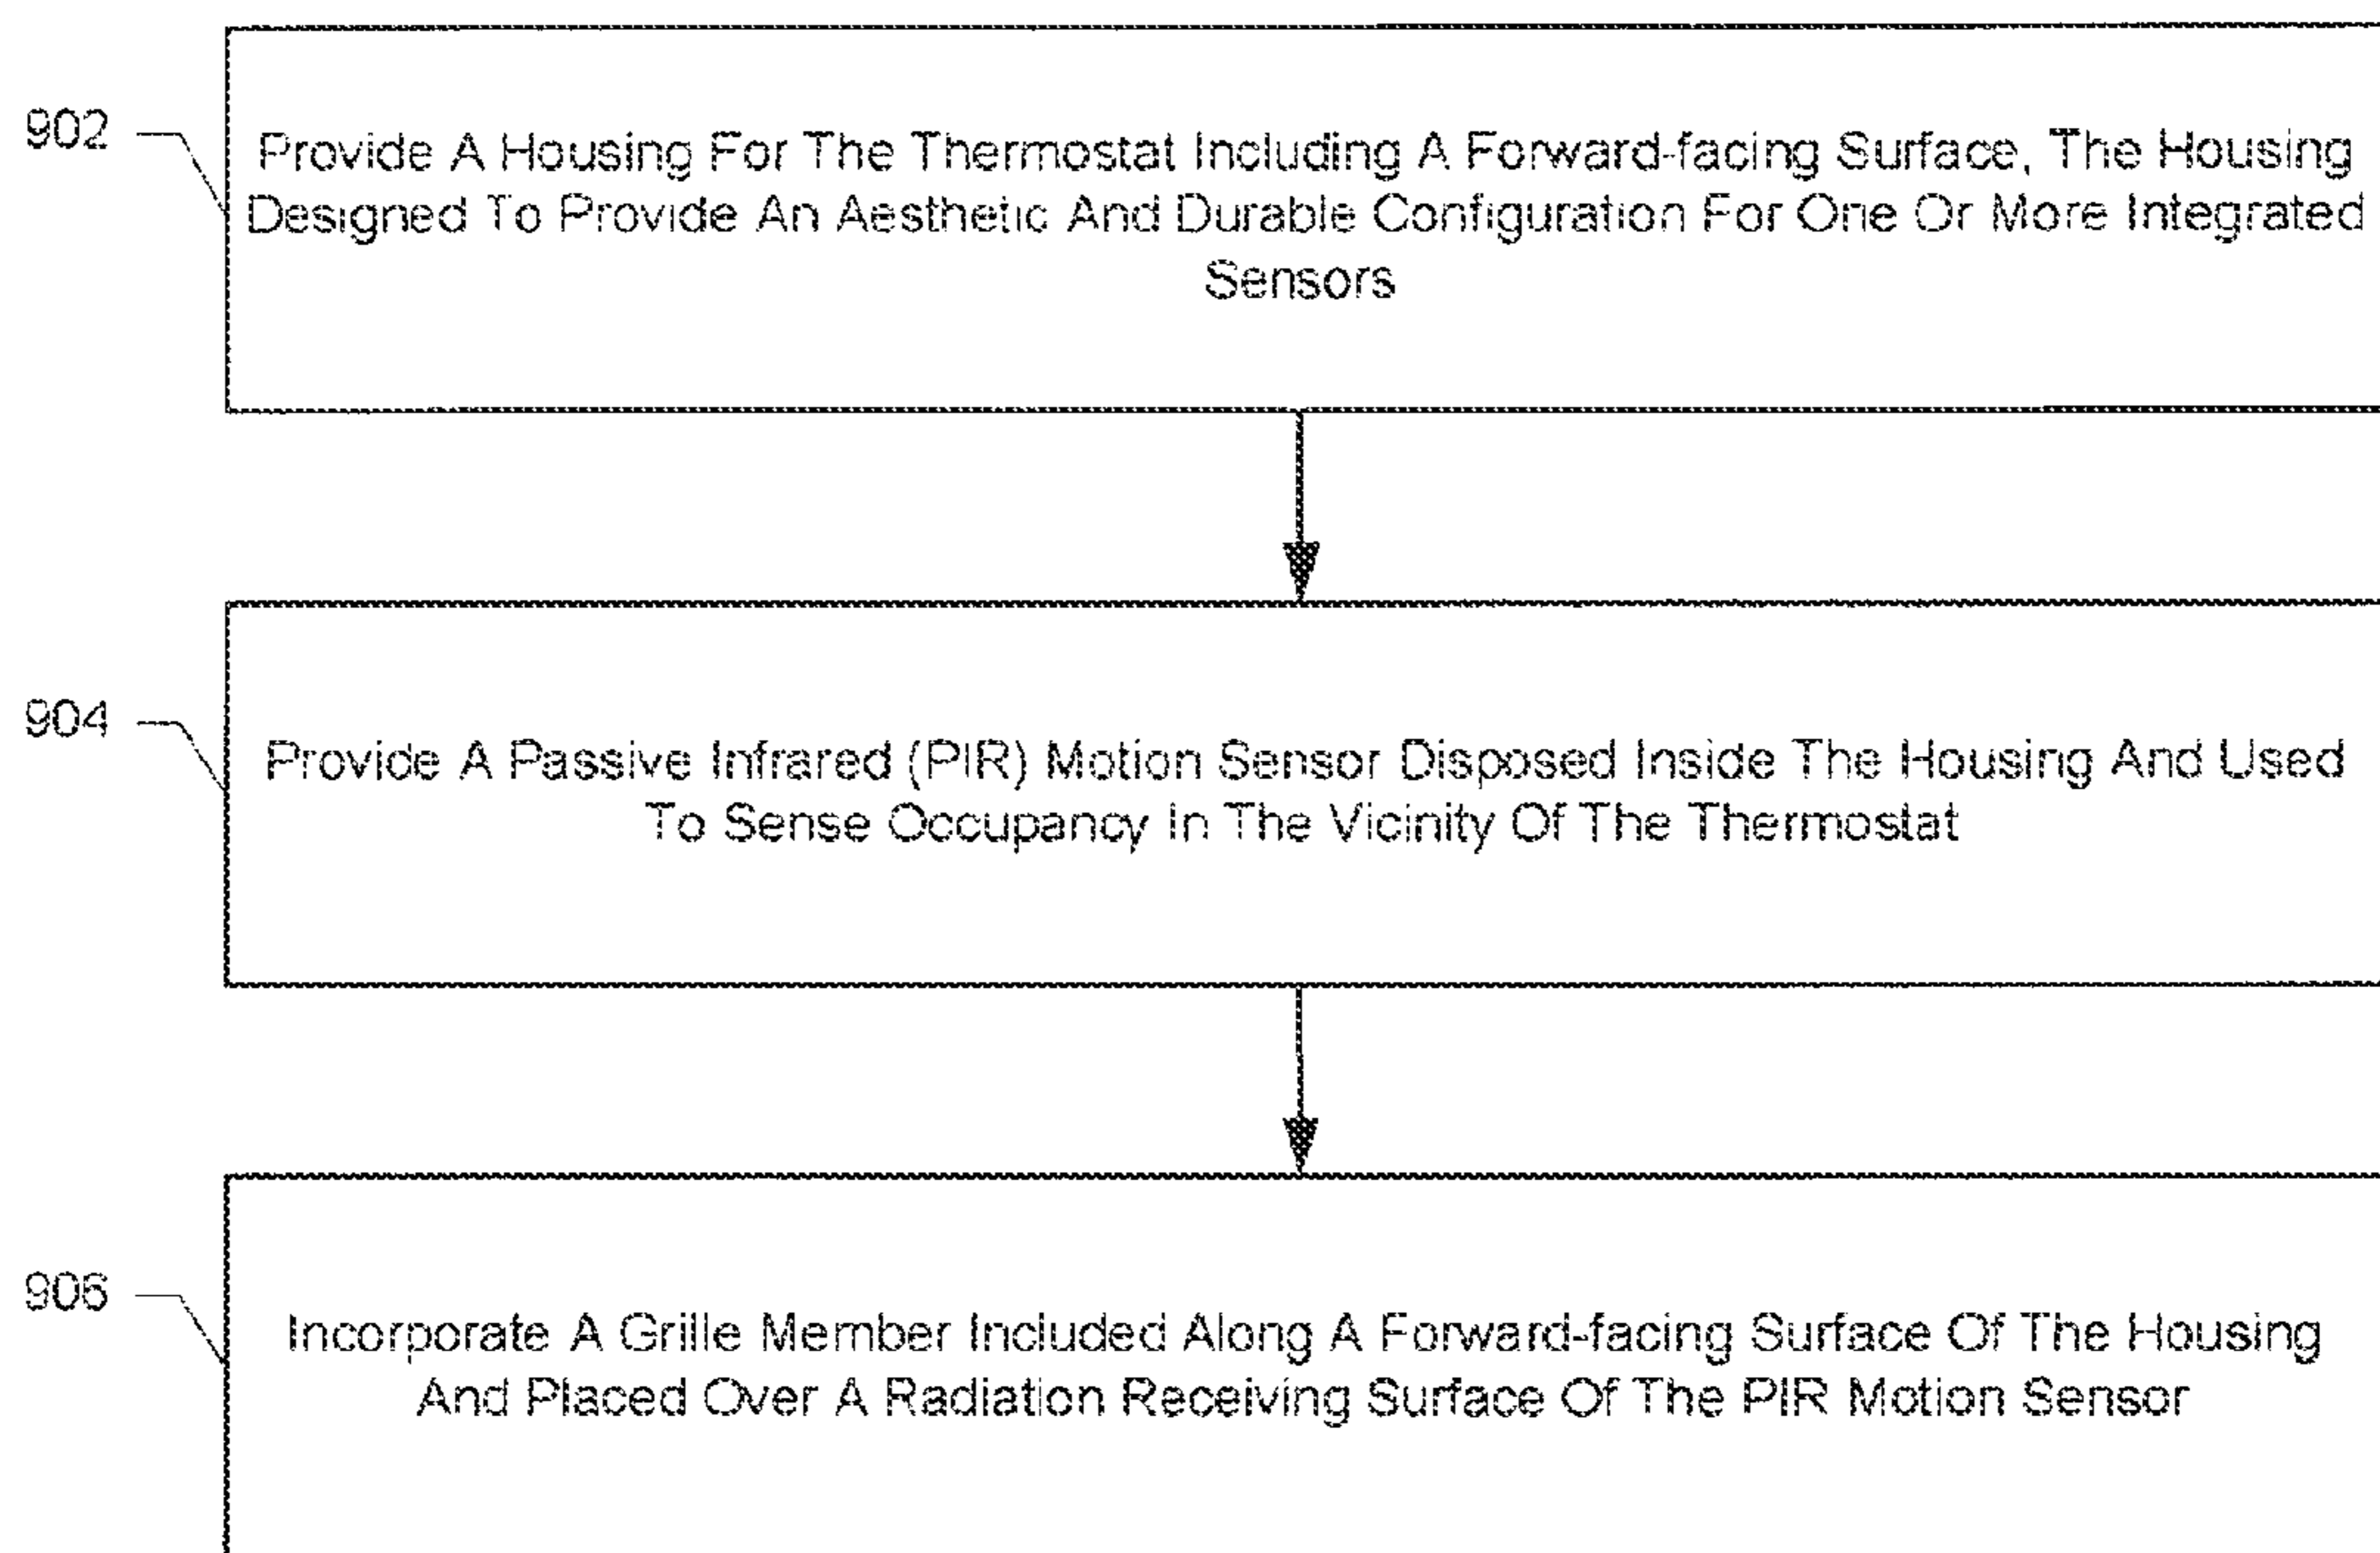 902
Provide A Housing For The Thermostat Including A Forward-facing Surface, The Housing
Designed To Provide An Aesthetic And Durable Configuration For One Or More Integrated
Sensors
904
Provide A Passive Infrared (PIR) Motion Sensor Disposed Inside The Housing And Used
To Sense Occupancy In The Vicinity Of The Thermostat
906
Incorporate A Grille Member Included Along A Forward-facing Surface Of The Housing
And Placed Over A Radiation Receiving Surface Of The PIR Motion Sensor